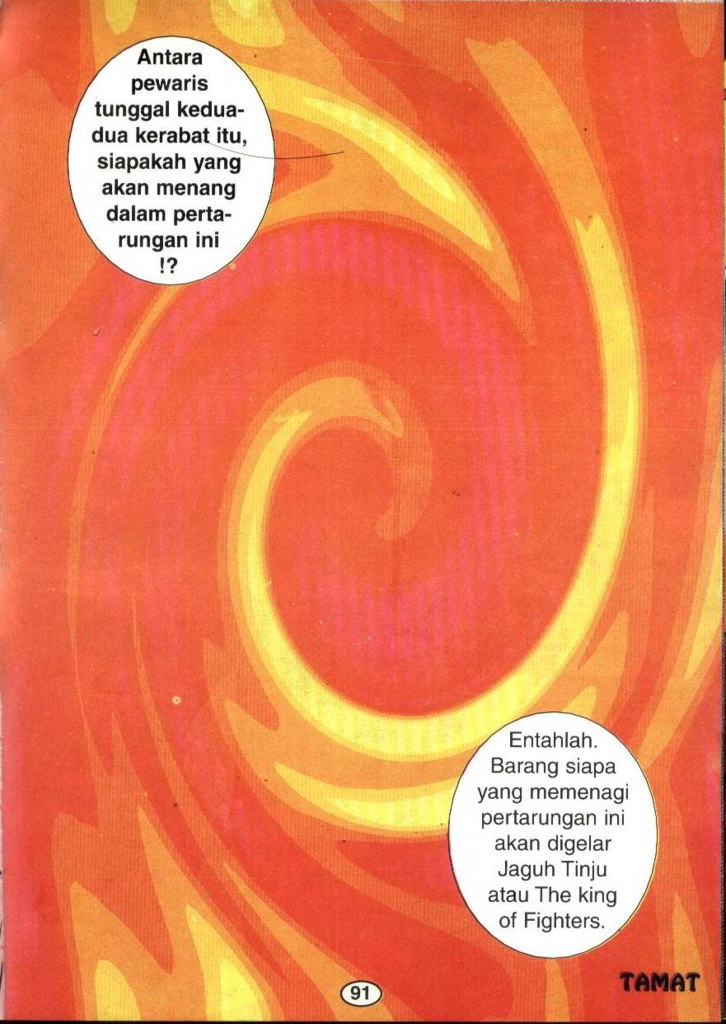 Antara
pewaris
tunggal kedua-
dua kerabat itu,
siapakah yang
akan menang
dalam perta-
rungan ini
!?
Entahlah.
Barang siapa
yang memenagi
pertarungan ini
akan digelar
Jaguh Tinju
atau The king
of Fighters.
TAMAT
91